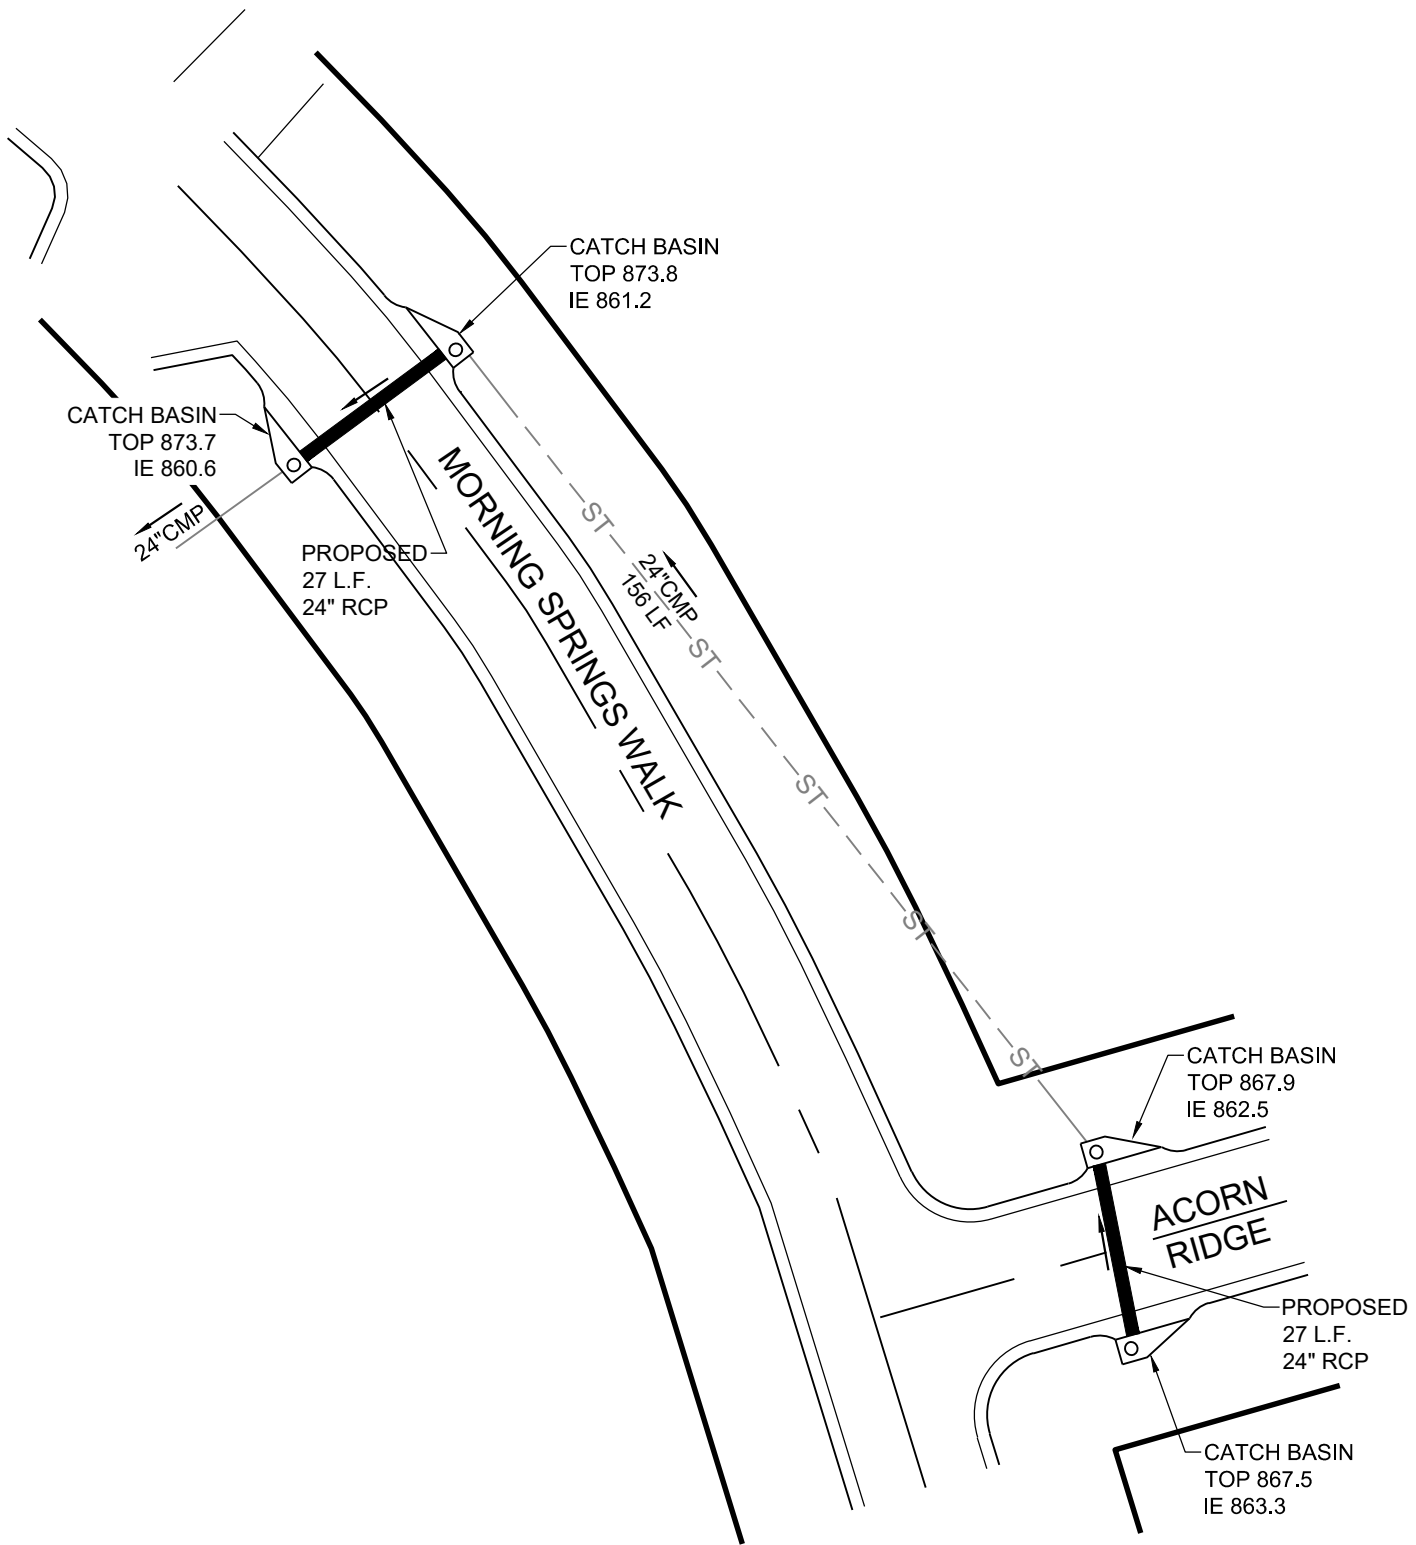 CATCH BASIN
TOP 873.8
IE 861.2
CATCH BASIN
TOP 873.7
IE 860.6
24"CMP
PROPOSED
27 L.F.
24" RCP
MORNING SPRINGS WALK
ST
24"CMP
156 LF
ST
ST
ST
ST
CATCH BASIN
TOP 867.9
IE 862.5
ACORN
RIDGE
PROPOSED
27 L.F.
24" RCP
CATCH BASIN
TOP 867.5
IE 863.3